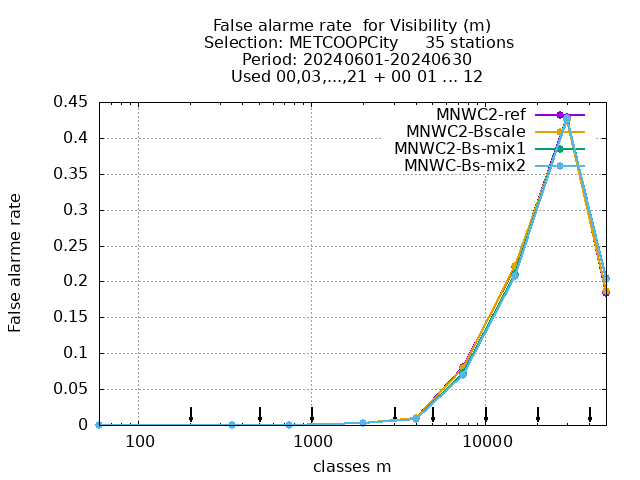 False alarme rate  for Visibility (m)
Selection: METCOOPCity     35 stations
Period: 20240601-20240630
Used 00,03,...,21 + 00 01 ... 12
MNWC2-ref
MNWC2-Bscale
MNWC2-Bs-mix1
MNWC-Bs-mix2
0.45
0.4
0.35
0.3
0.25
0.2
0.15
0.1
0.05
0
False alarme rate
100
1000
10000
classes m